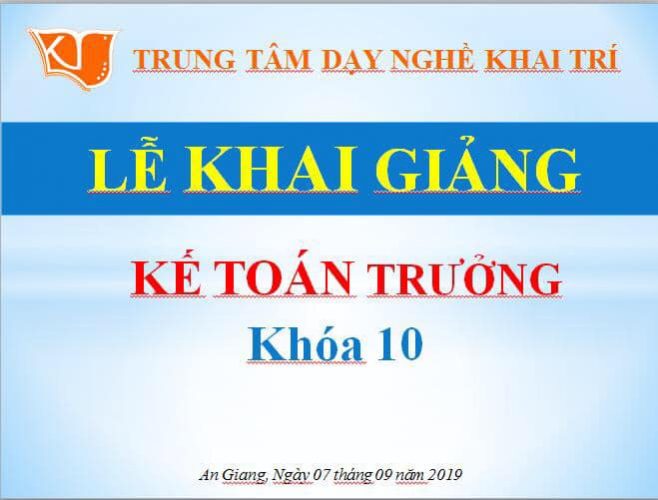 KT
TRUNG TÂM DẠY NGHỀ KHAI TRÍ
LỄ KHAI GIẢNG
KẾ TOÁN TRƯỞNG
Khóa 10
An Giang, Ngày 07 tháng 09 năm 2019